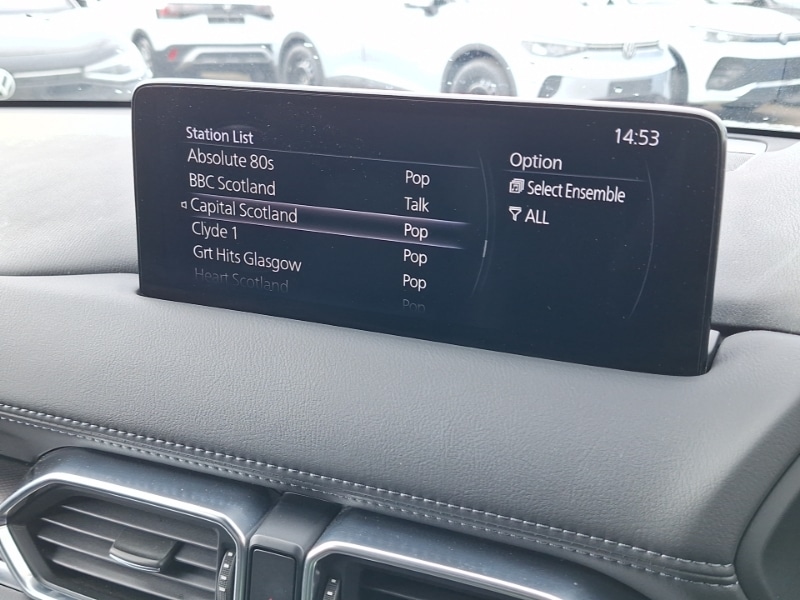 Station List
14:53
Absolute 80s Pop
BBC Scotland Talk
Capital Scotland Pop
Clyde 1 Pop
Grt Hits Glasgow Pop
Heart Scotland Pop
Option
Select Ensemble
ALL